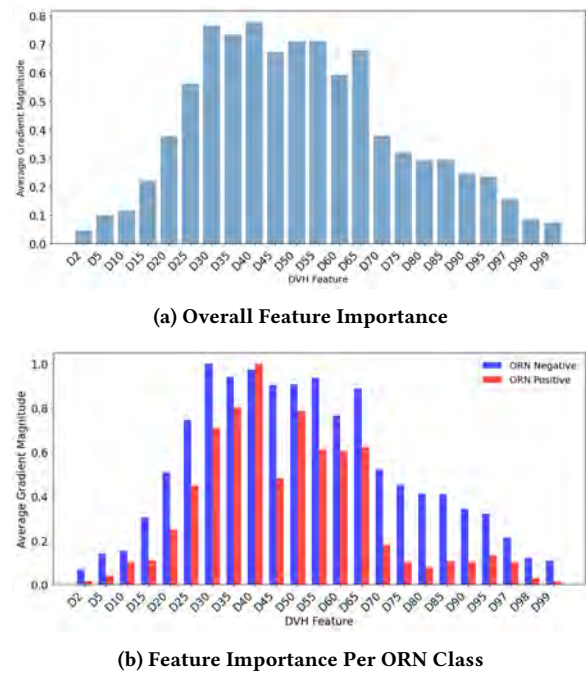 0.8
0.7
0.6
0.5
0.4
0.3
0.2
0.1
0.0
Average Gradient Magnitude
D2 D5 D10 D15 D20 D25 D30 D35 D40 D45 D50 D55 D60 D65 D70 D75 D80 D85 D90 D95 D97 D98 D99
DVH Feature
(a) Overall Feature Importance
1.0
0.8
0.6
0.4
0.2
0.0
Average Gradient Magnitude
ORN Negative
ORN Positive
D2 D5 D10 D15 D20 D25 D30 D35 D40 D45 D50 D55 D60 D65 D70 D75 D80 D85 D90 D95 D97 D98 D99
DVH Feature
(b) Feature Importance Per ORN Class